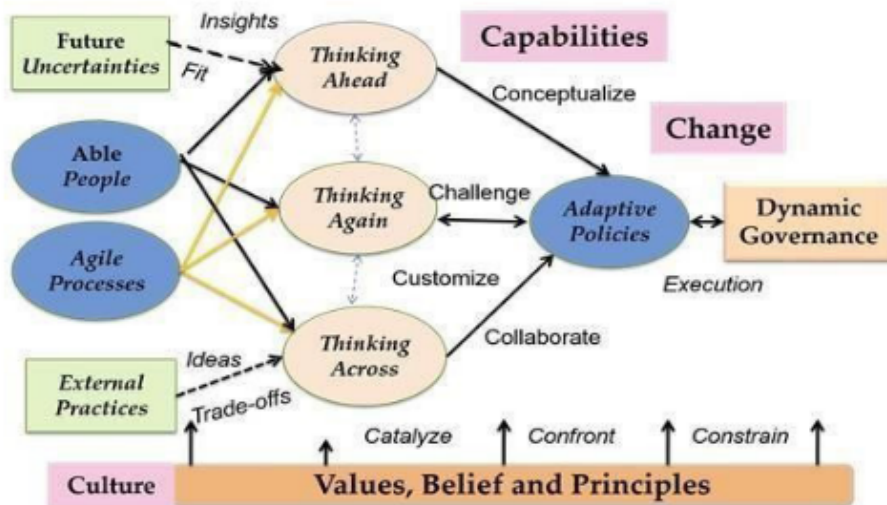 Insights
Future
Uncertainties
Fit
Thinking
Ahead
Capabilities
Conceptualize
Change
Able
People
Thinking
Again
Challenge
Adaptive
Policies
Dynamic
Governance
Agile
Processes
Customize
Execution
Thinking
Across
Collaborate
External
Practices
Ideas
Trade-offs
Catalyze
Confront
Constrain
Culture
Values, Belief and Principles